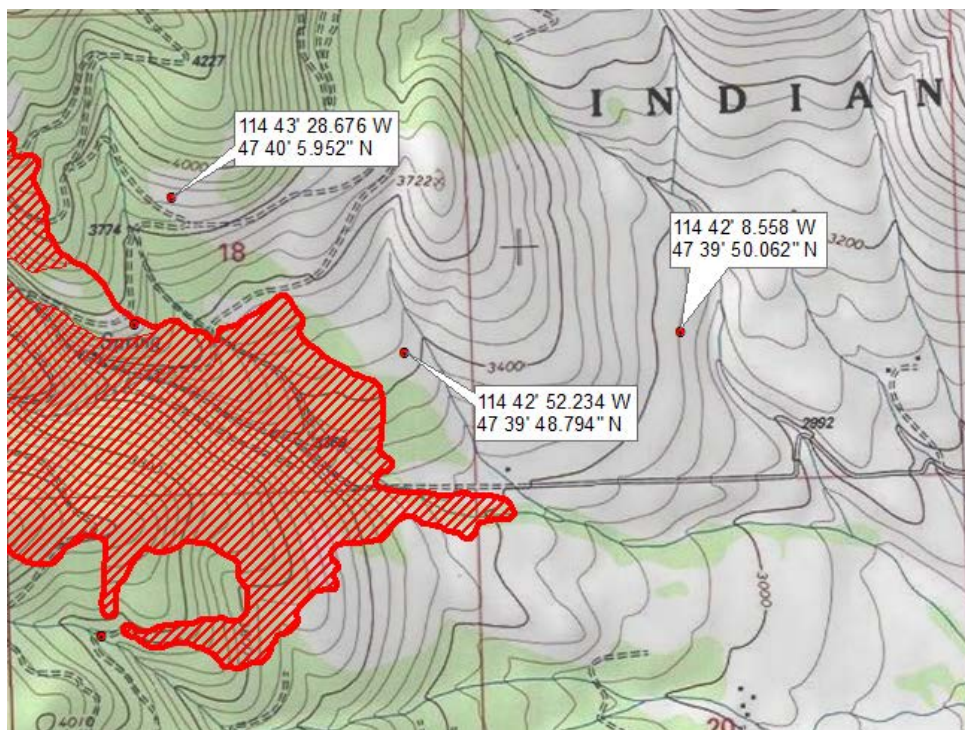 4227
INDIAN
114 43' 28.676 W
47 40' 5.952" N
4000
3722
3774
18
114 42' 8.558 W
47 39' 50.062" N
3200
3400
114 42' 52.234 W
47 39' 48.794" N
2992
3000
4010
20